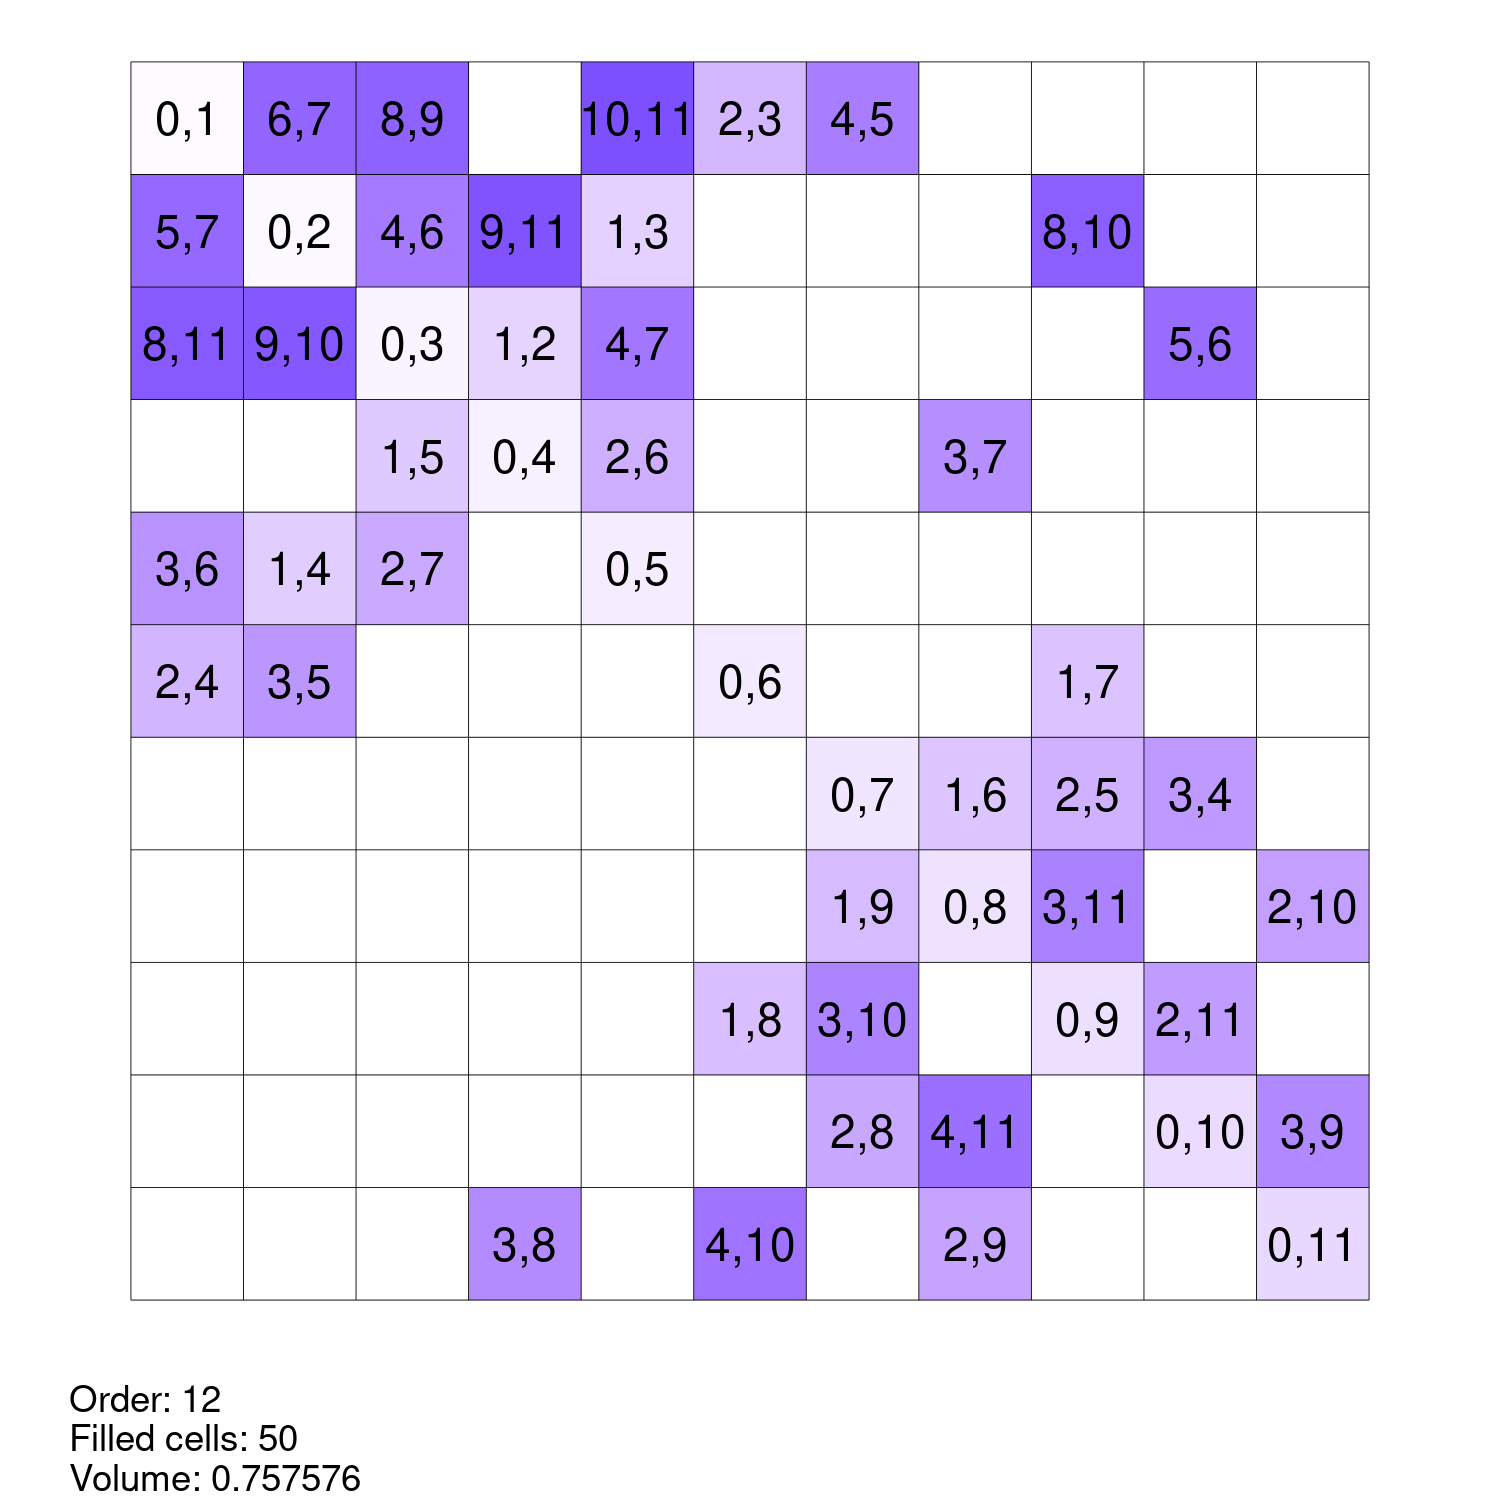 0,1 6,7 8,9 10,11 2,3 4,5
5,7 0,2 4,6 9,11 1,3 8,10
8,11 9,10 0,3 1,2 4,7 5,6
1,5 0,4 2,6 3,7
3,6 1,4 2,7 0,5
2,4 3,5 0,6 1,7
0,7 1,6 2,5 3,4
1,9 0,8 3,11 2,10
1,8 3,10 0,9 2,11
2,8 4,11 0,10 3,9
3,8 4,10 2,9 0,11
Order: 12
Filled cells: 50
Volume: 0.757576